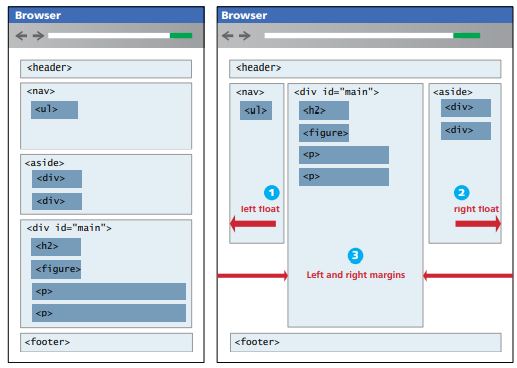 Browser
<header>
<nav>
<ul>
<aside>
<div>
<div>
<div id="main">
<h2>
<figure>
<p>
<p>
<footer>
Browser
<header>
<nav>
<ul>
1
left float
<div id="main">
<h2>
<figure>
<p>
<p>
3
Left and right margins
<aside>
<div>
<div>
2
right float
<footer>